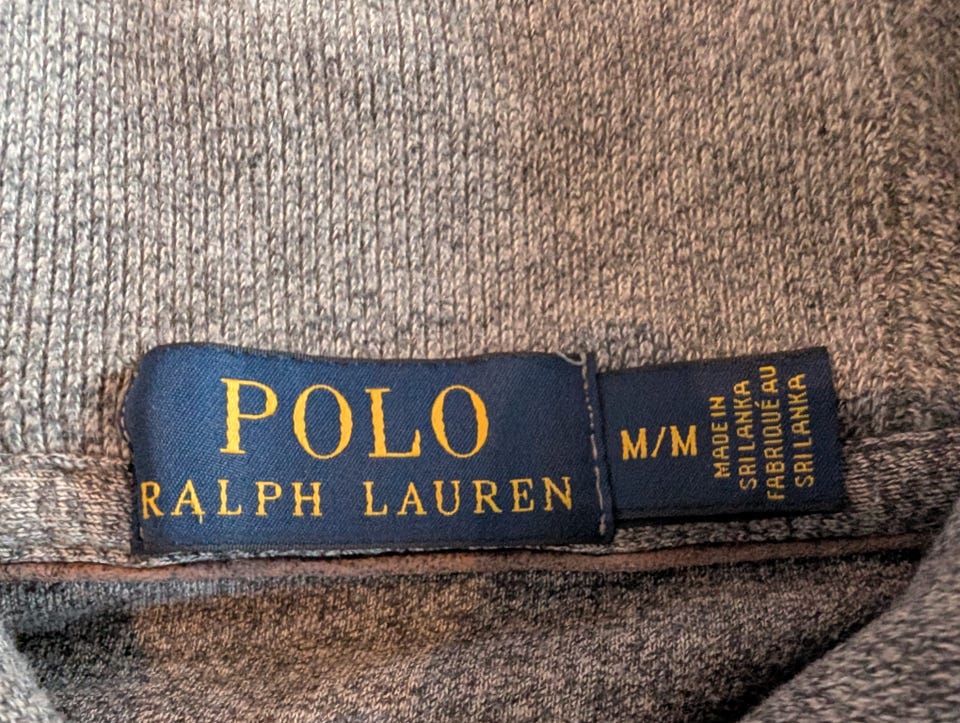 POLO
RALPH LAUREN
M/M
MADE IN
SRI LANKA
FABRIQUÉ AU
SRI LANKA